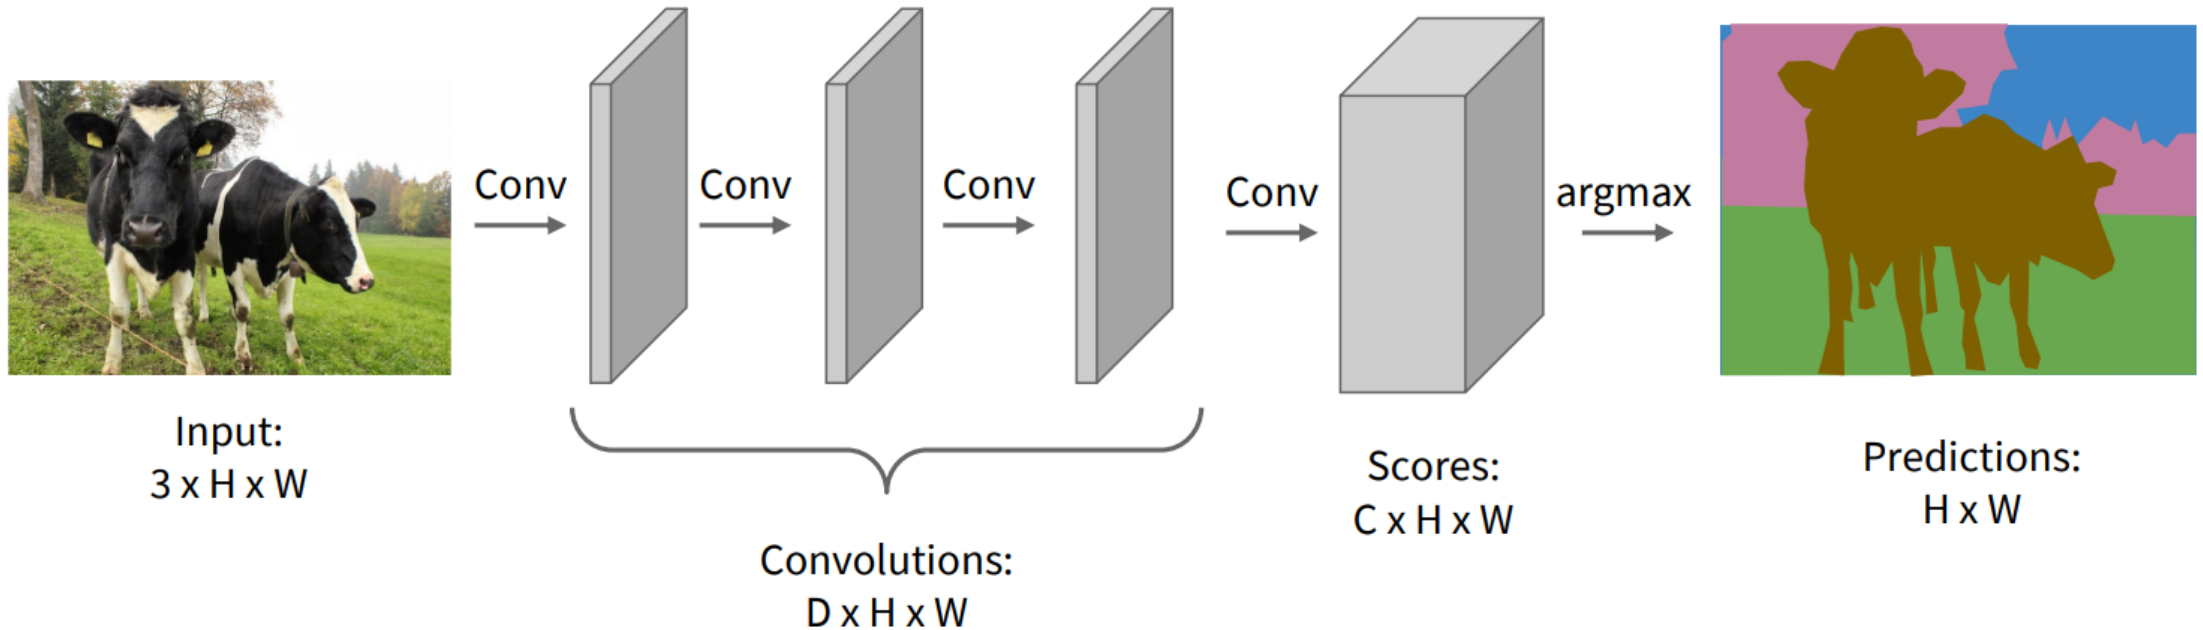 Conv
Conv
Conv
Conv
argmax
Input:
3 x H x W
Convolutions:
D x H x W
Scores:
C x H x W
Predictions:
H x W